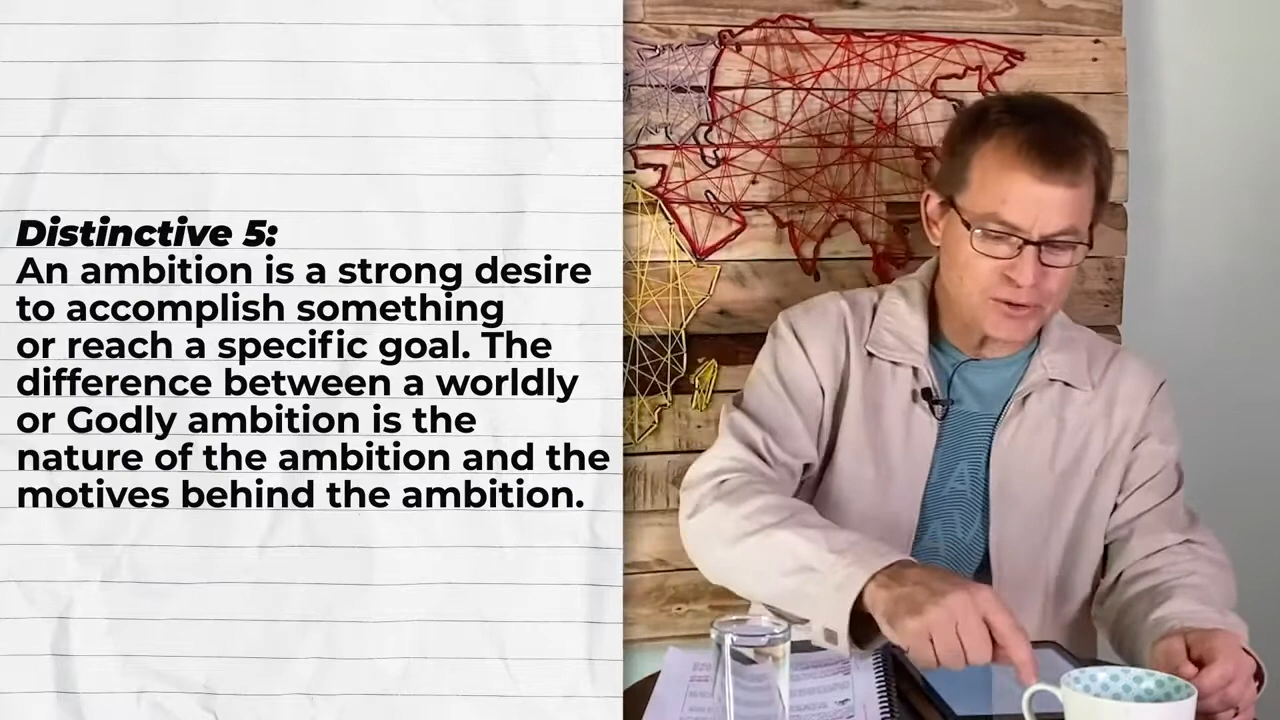 Distinctive 5:
An ambition is a strong desire
to accomplish something
or reach a specific goal. The
difference between a worldly
or Godly ambition is the
nature of the ambition and the
motives behind the ambition.